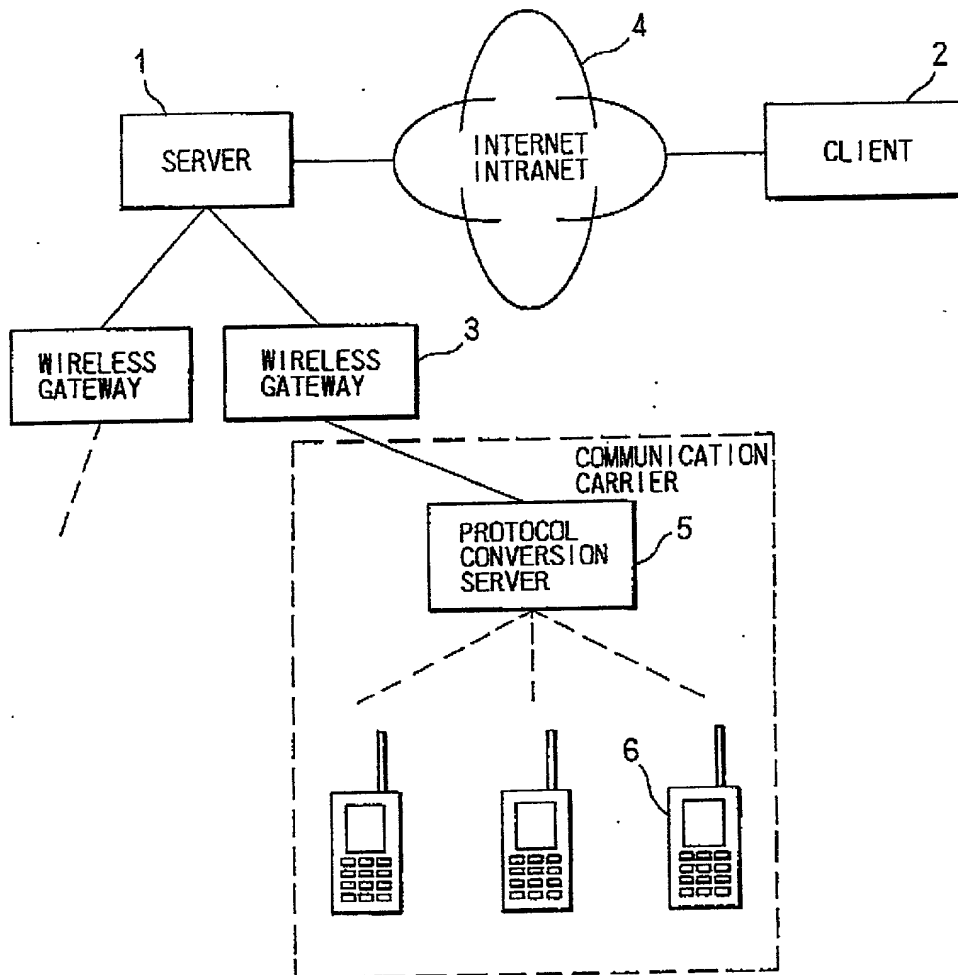 4
1
2
SERVER
INTERNET
INTRANET
CLIENT
3
WIRELESS
GATEWAY
WIRELESS
GATEWAY
COMMUNICATION
CARRIER
PROTOCOL
CONVERSION
SERVER
5
6